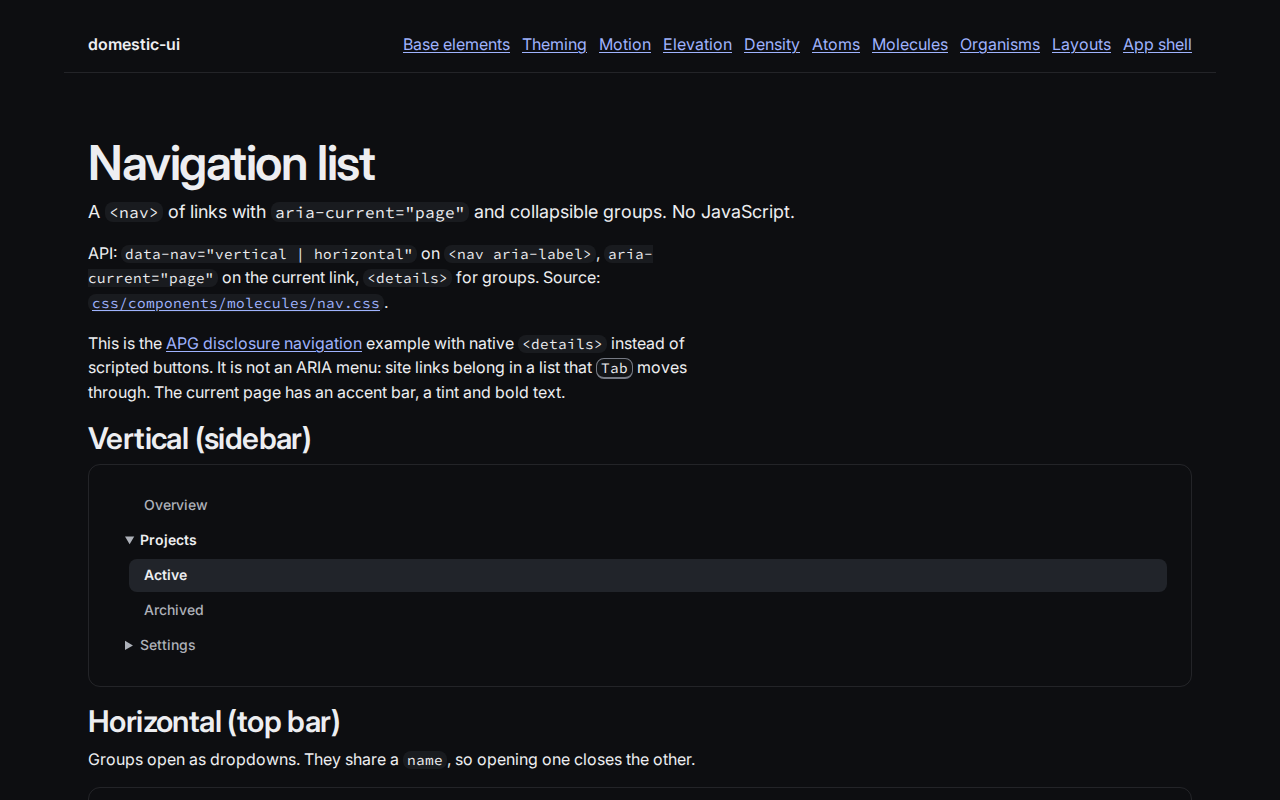 domestic-ui
Base elements Theming Motion Elevation Density Atoms Molecules Organisms Layouts App shell
Navigation list
A <nav> of links with aria-current="page" and collapsible groups. No JavaScript.
API: data-nav="vertical | horizontal" on <nav aria-label>, aria-
current="page" on the current link, <details> for groups. Source:
css/components/molecules/nav.css.
This is the APG disclosure navigation example with native <details> instead of
scripted buttons. It is not an ARIA menu: site links belong in a list that Tab moves
through. The current page has an accent bar, a tint and bold text.
Vertical (sidebar)
Overview
Projects
Active
Archived
Settings
Horizontal (top bar)
Groups open as dropdowns. They share a name, so opening one closes the other.